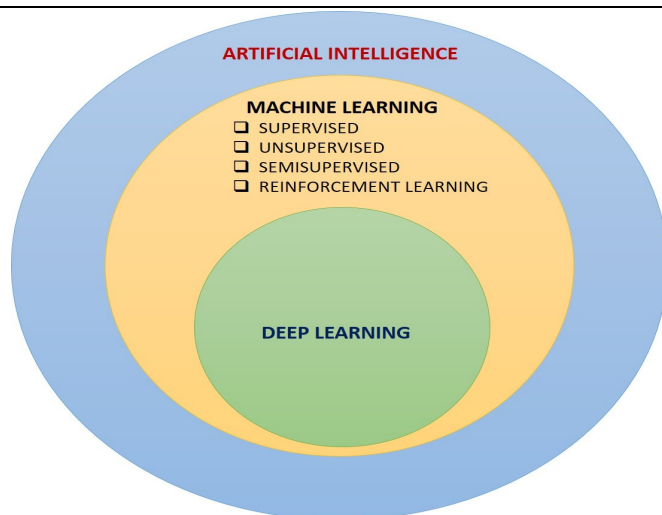 ARTIFICIAL INTELLIGENCE
MACHINE LEARNING
❑ SUPERVISED
❑ UNSUPERVISED
❑ SEMISUPERVISED
❑ REINFORCEMENT LEARNING
DEEP LEARNING